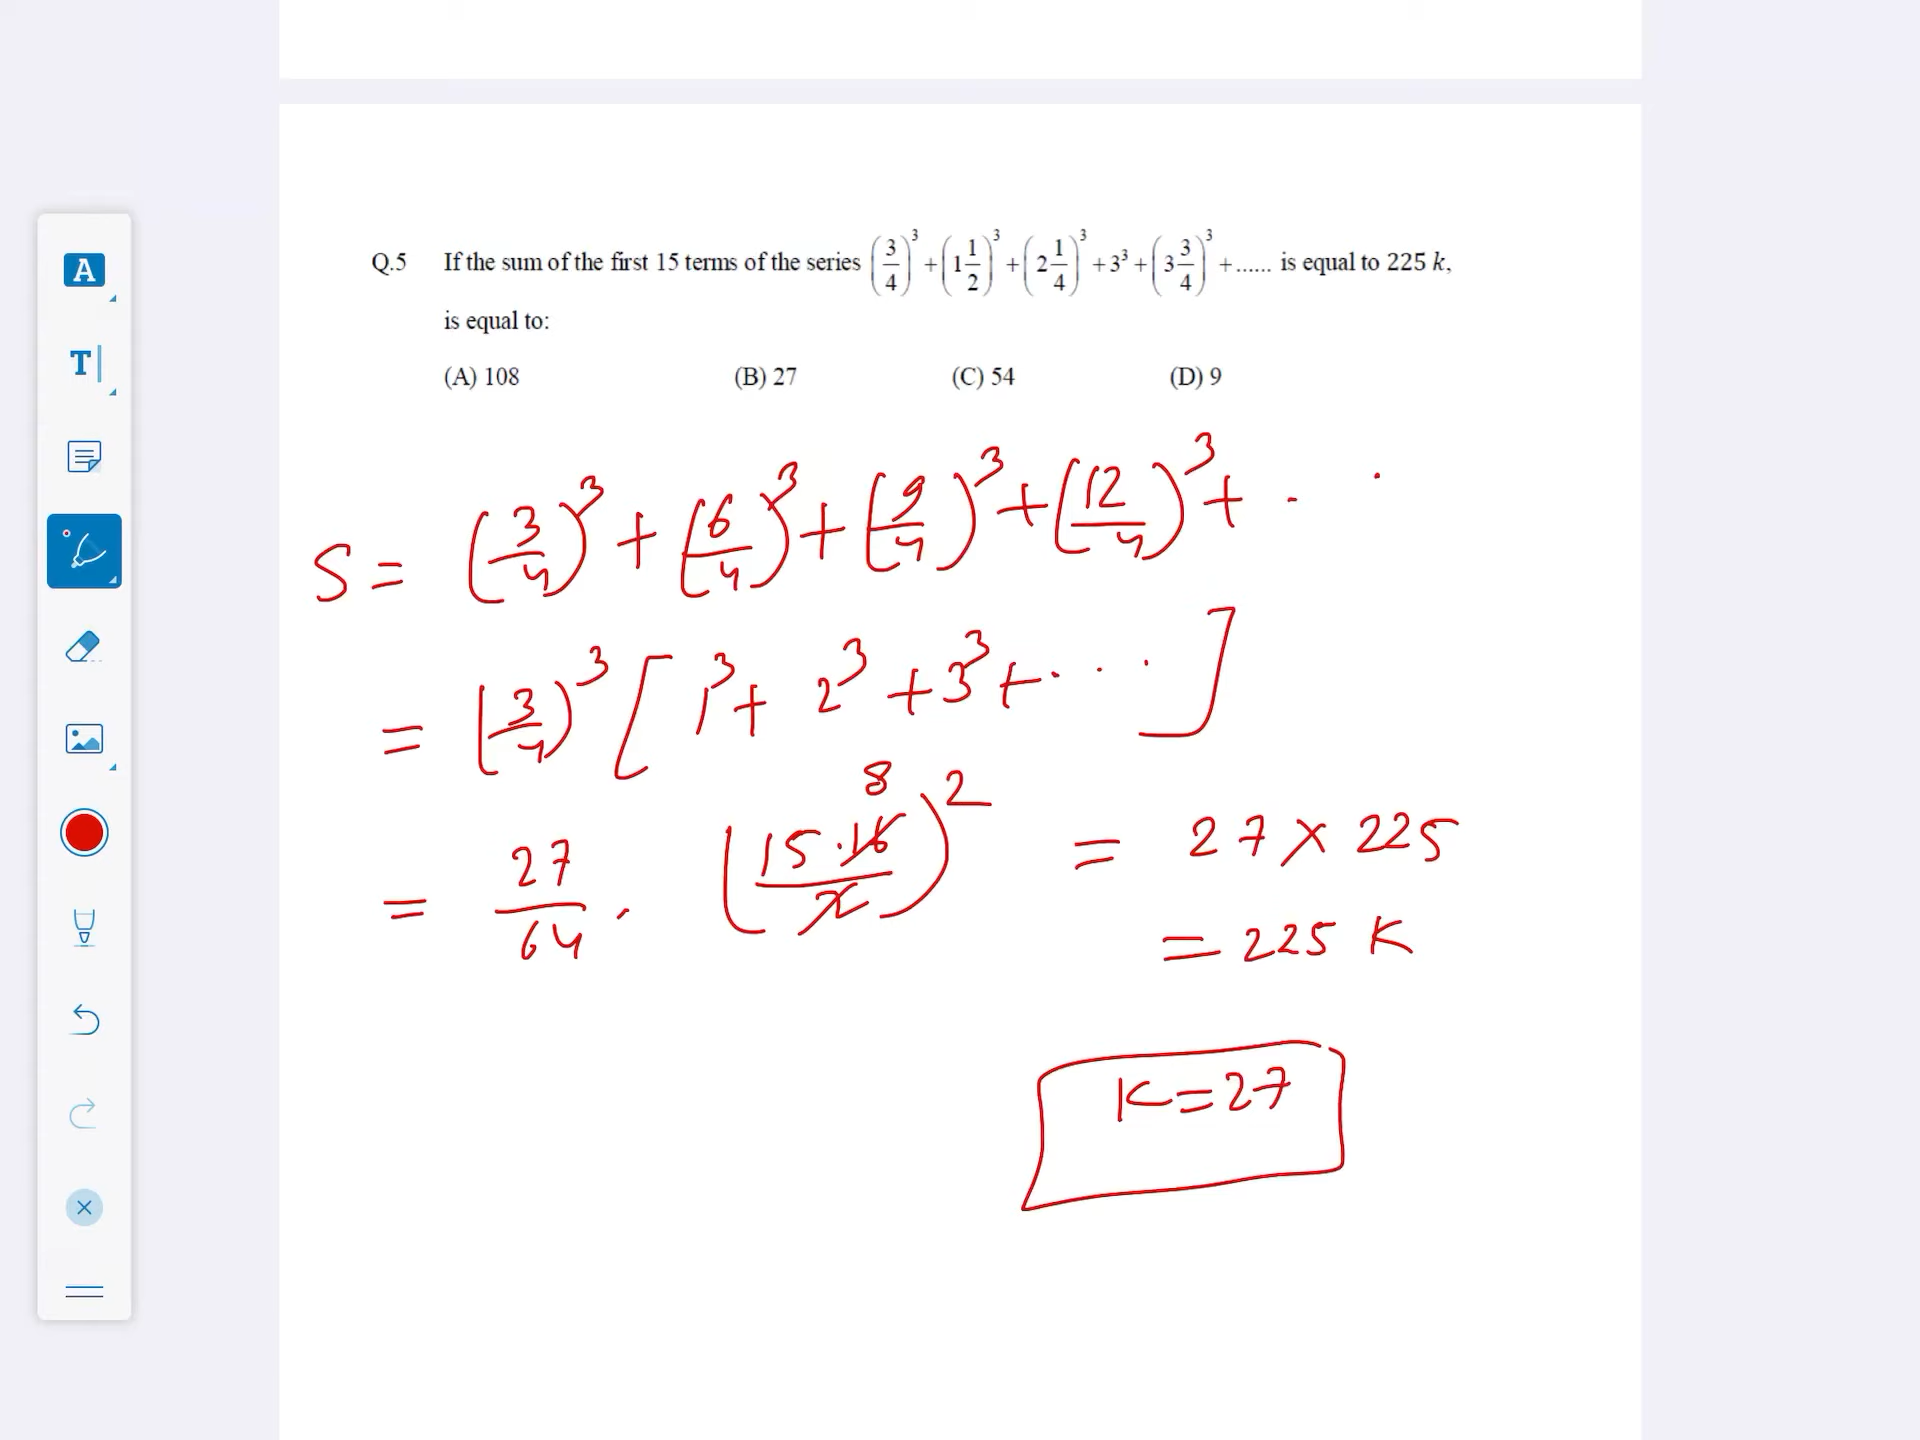 Q.5 If the sum of the first 15 terms of the series (3/4)³ + (1 1/2)³ + (2 1/4)³ + 3³ + (3 3/4)³ + ...... is equal to 225 k,
is equal to:
(A) 108 (B) 27 (C) 54 (D) 9
S = (3/4)³ + (6/4)³ + (9/4)³ + (12/4)³ + . .
= (3/4)³ [ 1³ + 2³ + 3³ + . . . ]
= 27/64 . (15.16/2)² 8 = 27 × 225
= 225 K
K = 27
A
T